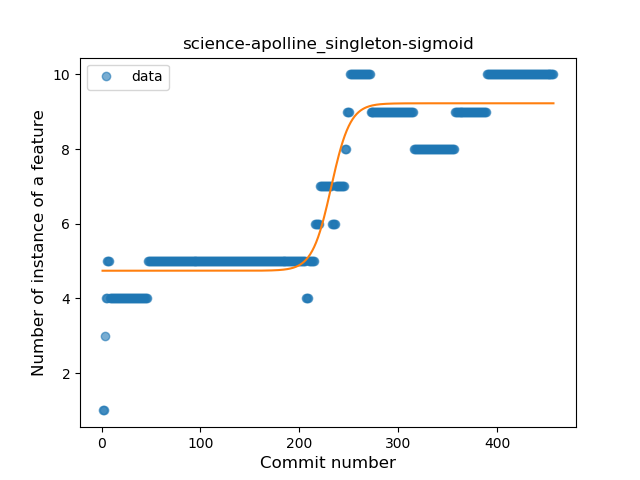 science-apolline_singleton-sigmoid
data
Number of instance of a feature
10
8
6
4
2
0 100 200 300 400
Commit number